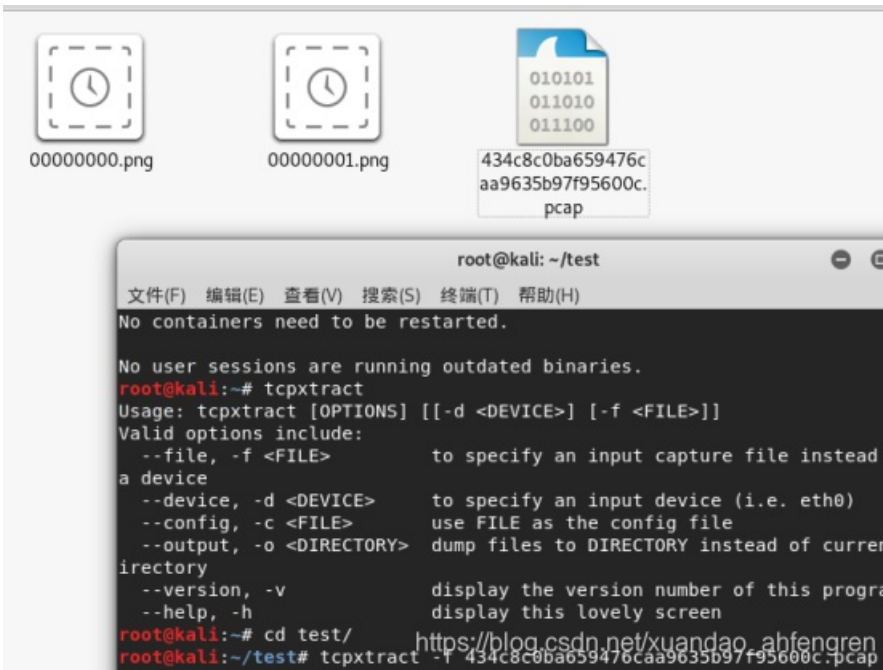 010101
011010
011100
00000000.png
00000001.png
434c8c0ba659476c
aa9635b97f95600c.
pcap
root@kali: ~/test
文件(F) 编辑(E) 查看(V) 搜索(S) 终端(T) 帮助(H)
No containers need to be restarted.
No user sessions are running outdated binaries.
root@kali:~# tcpxtract
Usage: tcpxtract [OPTIONS] [[-d <DEVICE>] [-f <FILE>]]
Valid options include:
--file, -f <FILE> to specify an input capture file instead
a device
--device, -d <DEVICE> to specify an input device (i.e. eth0)
--config, -c <FILE> use FILE as the config file
--output, -o <DIRECTORY> dump files to DIRECTORY instead of curren
irectory
--version, -v display the version number of this progra
--help, -h display this lovely screen
root@kali:~# cd test/
https://blog.csdn.net/xuandao_ahfengren
root@kali:~/test# tcpxtract -f 434c8c0ba659476caa9635b97f95600c.pcap